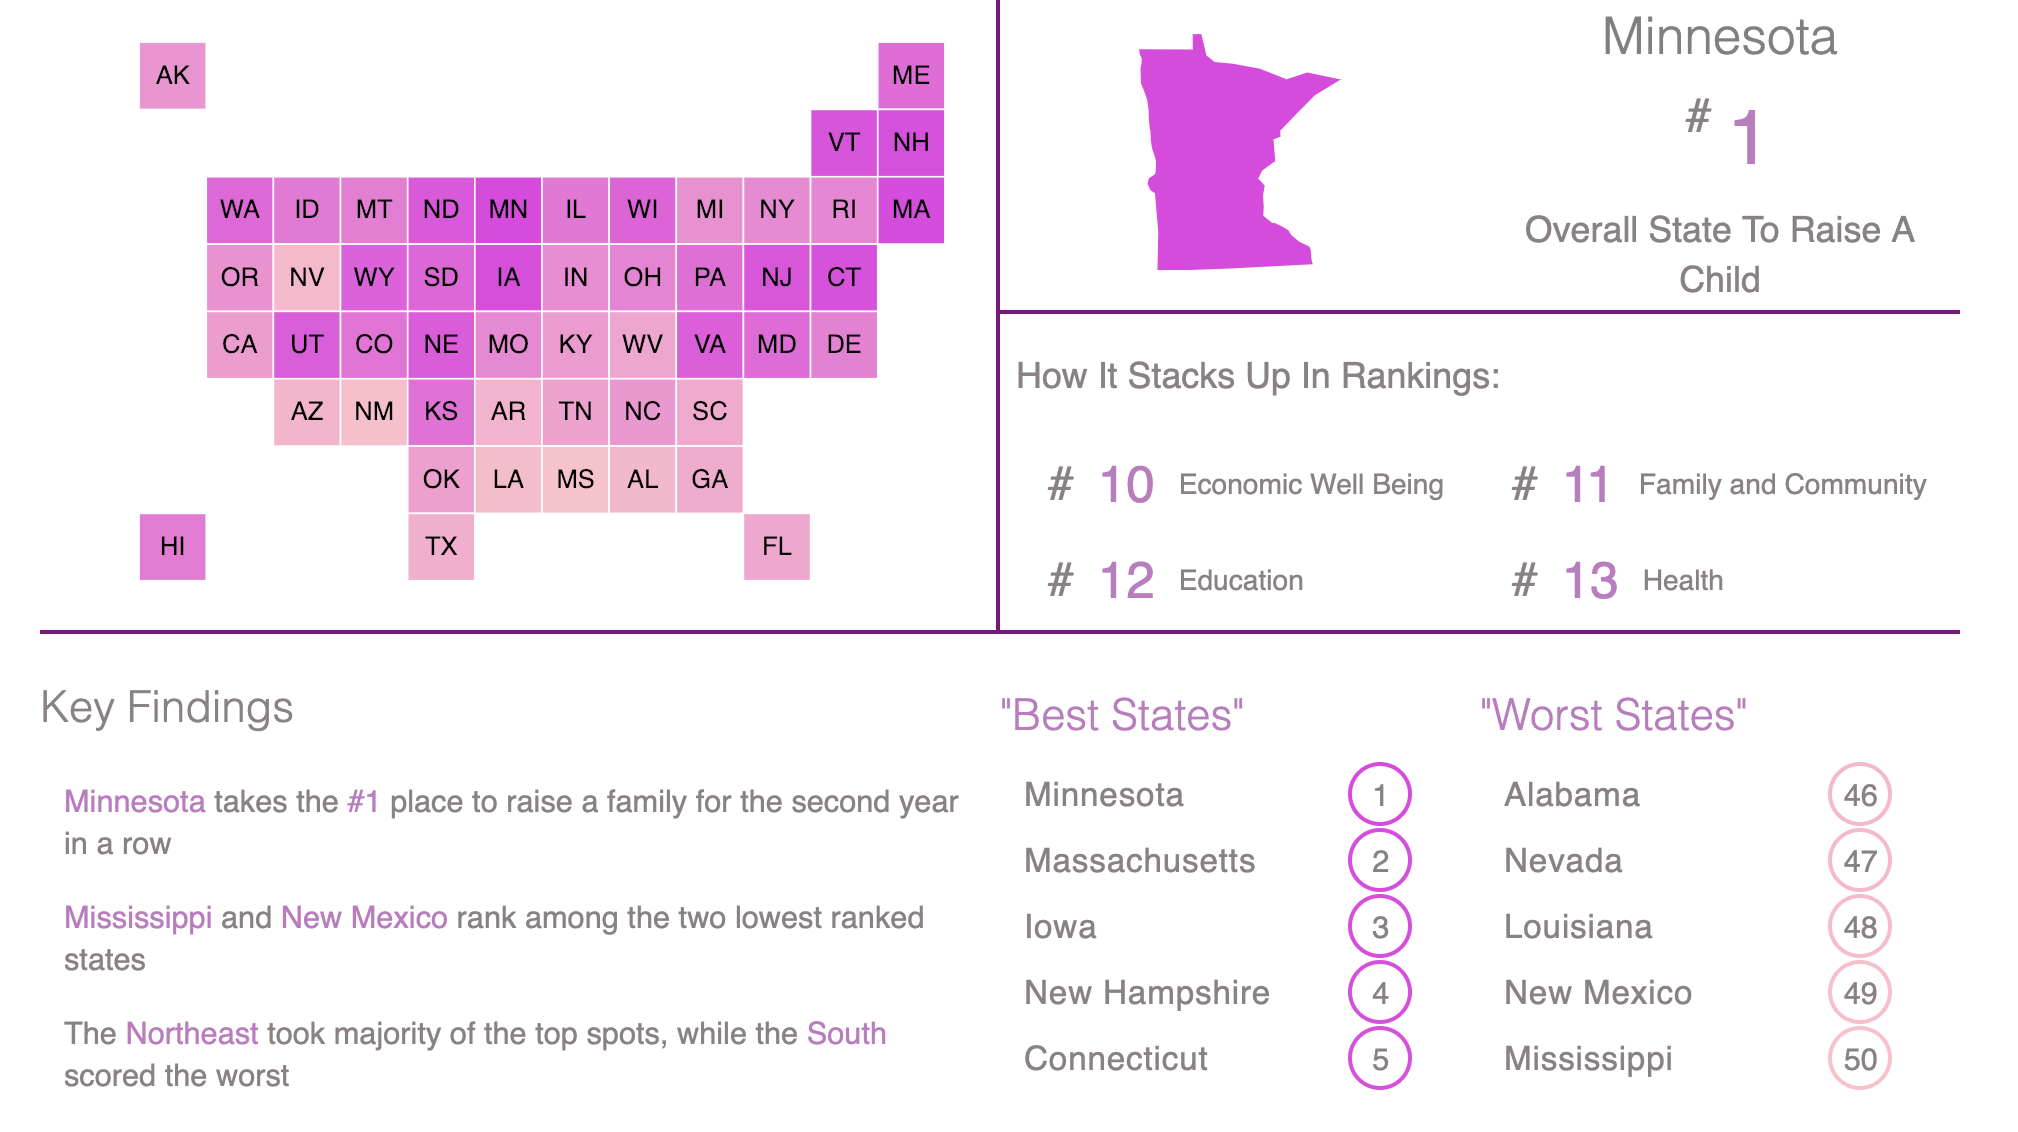 AK
ME
VT NH
WA ID MT ND MN IL WI MI NY RI MA
OR NV WY SD IA IN OH PA NJ CT
CA UT CO NE MO KY WV VA MD DE
AZ NM KS AR TN NC SC
OK LA MS AL GA
HI TX FL
Minnesota
# 1
Overall State To Raise A
Child
How It Stacks Up In Rankings:
# 10 Economic Well Being # 11 Family and Community
# 12 Education # 13 Health
Key Findings
Minnesota takes the #1 place to raise a family for the second year
in a row
Mississippi and New Mexico rank among the two lowest ranked
states
The Northeast took majority of the top spots, while the South
scored the worst
"Best States"
Minnesota 1
Massachusetts 2
Iowa 3
New Hampshire 4
Connecticut 5
"Worst States"
Alabama 46
Nevada 47
Louisiana 48
New Mexico 49
Mississippi 50